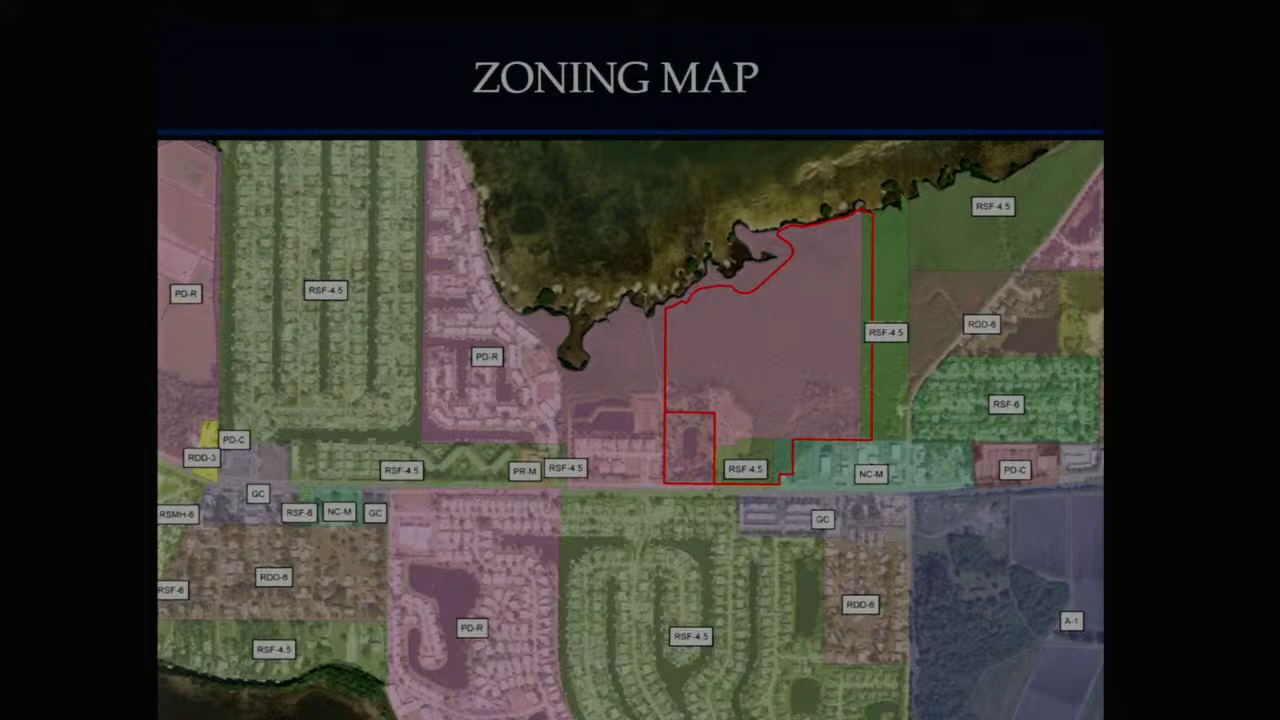 ZONING MAP
RSF-4.5
PD-R
RSF-4.5
RDD-6
RSF-4.5
PD-R
RSF-6
PD-C
RDD-3
RSF-4.5
PR-M
RSF-4.5
RSF-4.5
NC-M
PD-C
GC
RSMH-6
RSF-6
NC-M
GC
GC
RDD-6
RSF-6
RDD-6
A-1
PD-R
RSF-4.5
RSF-4.5